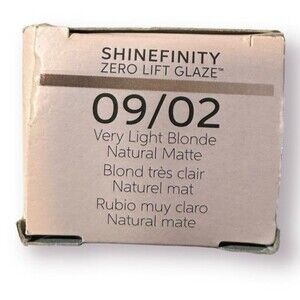 SHINEFINITY
ZERO LIFT GLAZE™
09/02
Very Light Blonde
Natural Matte
Blond très clair
Naturel mat
Rubio muy claro
Natural mate